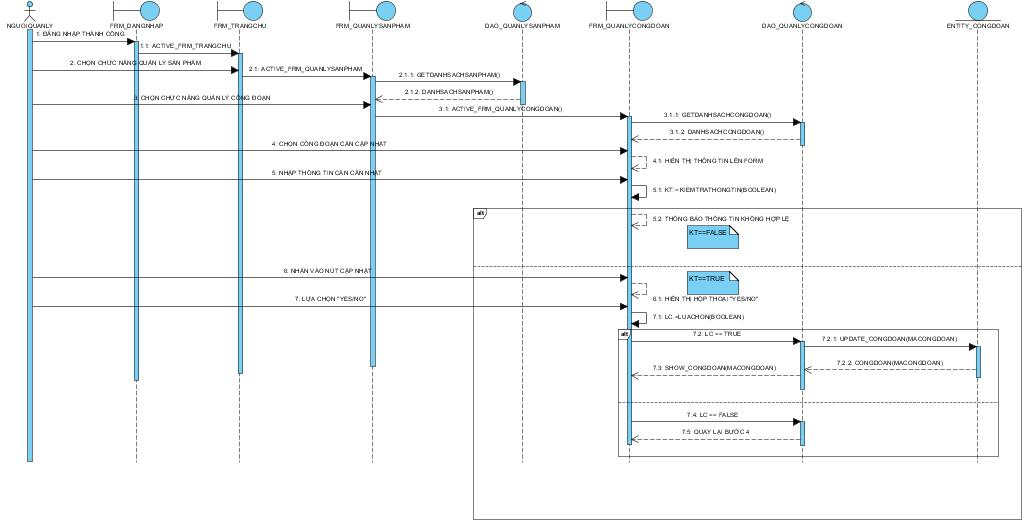 NGUOIQUANLY
FRM_DANGNHAP
FRM_TRANGCHU
FRM_QUANLYSANPHAM
DAO_QUANLYSANPHAM
FRM_QUANLYCONGDOAN
DAO_QUANLYCONGDOAN
ENTITY_CONGDOAN
1. ĐĂNG NHẬP THÀNH CÔNG
1.1: ACTIVE_FRM_TRANGCHU
2: CHỌN CHỨC NĂNG QUẢN LÝ SẢN PHẨM
2.1: ACTIVE_FRM_QUANLYSANPHAM
2.1.1: GETDANHSACHSANPHAM()
2.1.2: DANHSACHSANPHAM()
3: CHỌN CHỨC NĂNG QUẢN LÝ CÔNG ĐOẠN
3.1: ACTIVE_FRM_QUANLYCONGDOAN()
3.1.1: GETDANHSACHCONGDOAN()
3.1.2: DANHSACHCONGDOAN()
4: CHỌN CÔNG ĐOẠN CẦN CẬP NHẬT
4.1: HIỂN THỊ THÔNG TIN LÊN FORM
5: NHẬP THÔNG TIN CẦN CẬP NHẬT
5.1: KT = KIEMTRATHONGTIN(BOOLEAN)
alt
5.2: THÔNG BÁO THÔNG TIN KHÔNG HỢP LỆ
KT==FALSE
6: NHẤN VÀO NÚT CẬP NHẬT
KT==TRUE
6.1: HIỂN THỊ HỘP THOẠI "YES/NO"
7: LỰA CHỌN "YES/NO"
7.1: LC =LUACHON(BOOLEAN)
alt
7.2: LC == TRUE
7.2.1: UPDATE_CONGDOAN(MACONGDOAN)
7.2.2: CONGDOAN(MACONGDOAN)
7.3: SHOW_CONGDOAN(MACONGDOAN)
7.4: LC == FALSE
7.5: QUAY LẠI BƯỚC 4